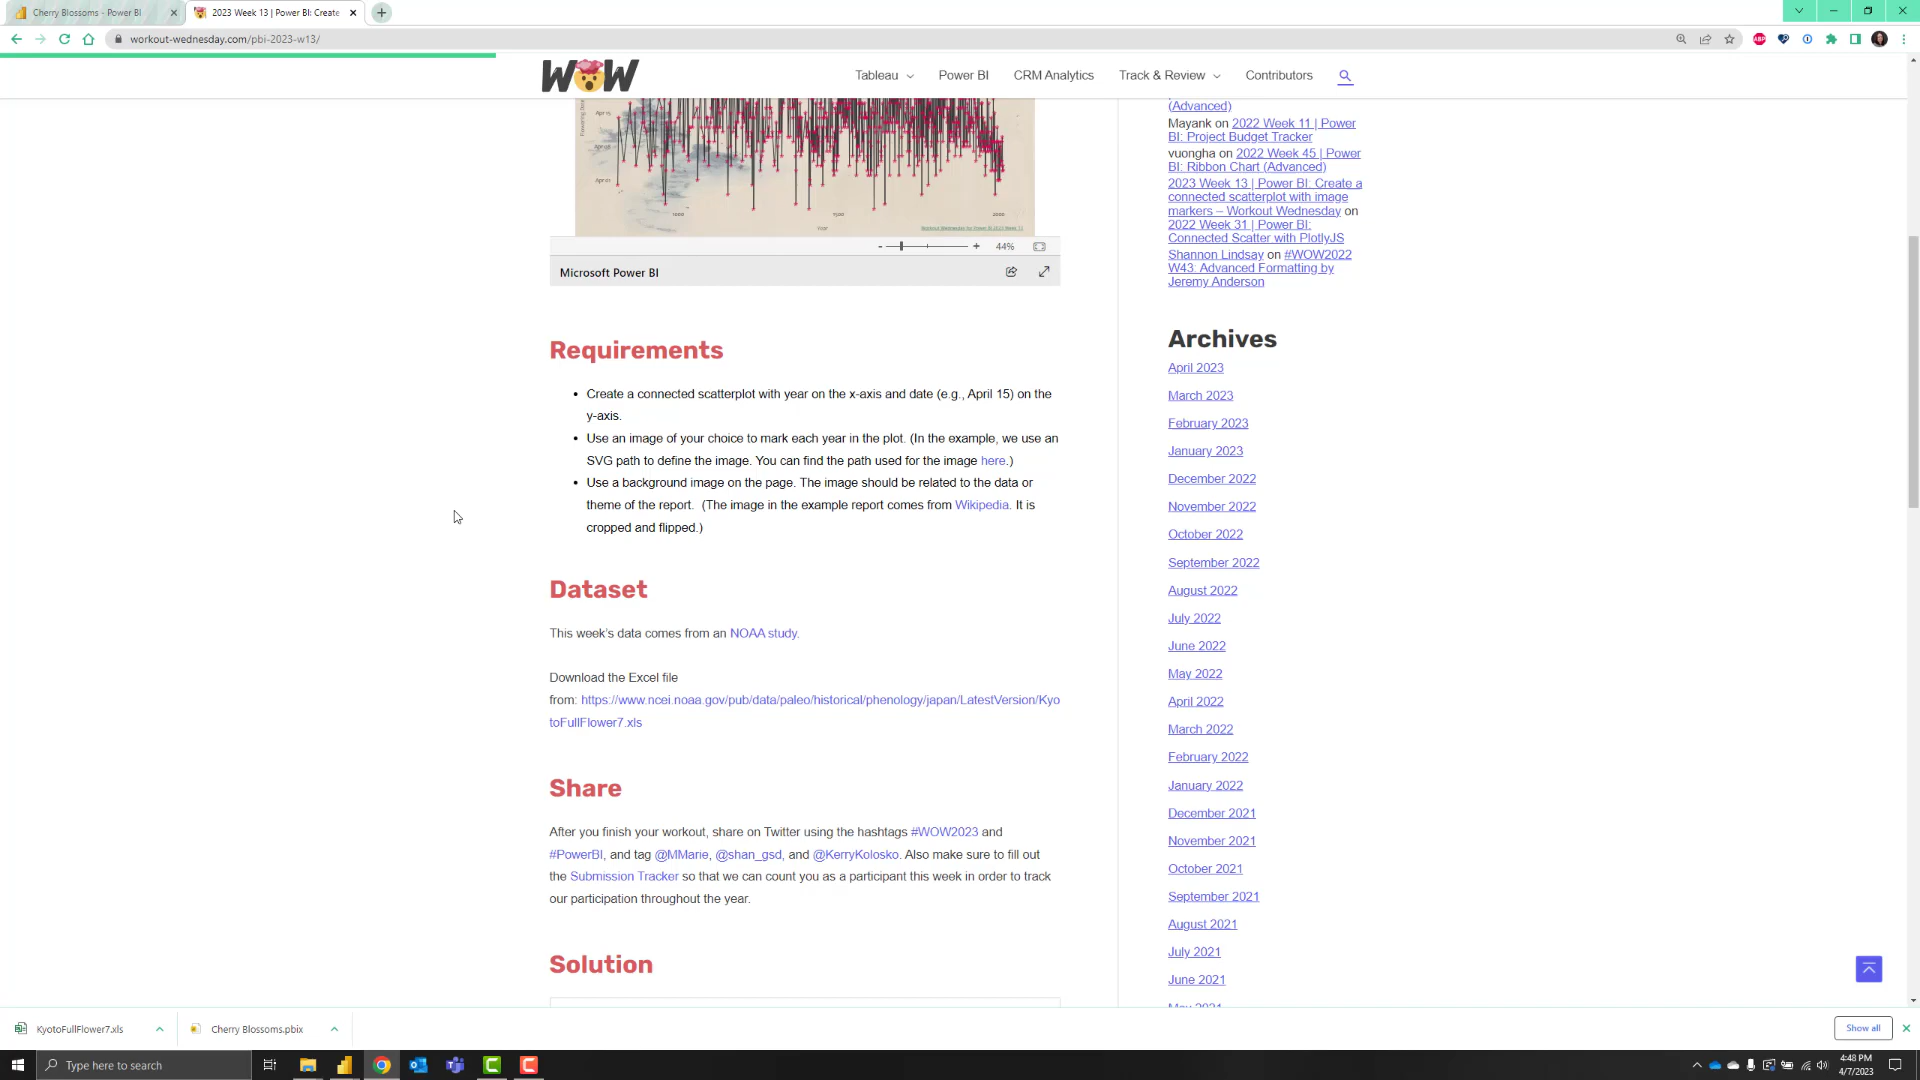 Cherry Blossoms - Power BI
2023 Week 13 | Power BI: Create
workout-wednesday.com/pbi-2023-w13/
ABP
WOW
Tableau
Power BI
CRM Analytics
Track & Review
Contributors
Apr 15
Apr 01
1000
1500
2000
Year
44%
Microsoft Power BI
Requirements
• Create a connected scatterplot with year on the x-axis and date (e.g., April 15) on the
y-axis.
• Use an image of your choice to mark each year in the plot. (In the example, we use an
SVG path to define the image. You can find the path used for the image here.)
• Use a background image on the page. The image should be related to the data or
theme of the report.  (The image in the example report comes from Wikipedia. It is
cropped and flipped.)
Dataset
This week's data comes from an NOAA study.
Download the Excel file
from: https://www.ncei.noaa.gov/pub/data/paleo/historical/phenology/japan/LatestVersion/Kyo
toFullFlower7.xls
Share
After you finish your workout, share on Twitter using the hashtags #WOW2023 and
#PowerBI, and tag @MMarie, @shan_gsd, and @KerryKolosko. Also make sure to fill out
the Submission Tracker so that we can count you as a participant this week in order to track
our participation throughout the year.
Solution
(Advanced)
Mayank on 2022 Week 11 | Power
BI: Project Budget Tracker
vuongha on 2022 Week 45 | Power
BI: Ribbon Chart (Advanced)
2023 Week 13 | Power BI: Create a
connected scatterplot with image
markers – Workout Wednesday on
2022 Week 31 | Power BI:
Connected Scatter with PlotlyJS
Shannon Lindsay on #WOW2022
W43: Advanced Formatting by
Jeremy Anderson
Archives
April 2023
March 2023
February 2023
January 2023
December 2022
November 2022
October 2022
September 2022
August 2022
July 2022
June 2022
May 2022
April 2022
March 2022
February 2022
January 2022
December 2021
November 2021
October 2021
September 2021
August 2021
July 2021
June 2021
May 2021
KyotoFullFlower7.xls
Cherry Blossoms.pbix
Show all
Type here to search
4:48 PM
4/7/2023